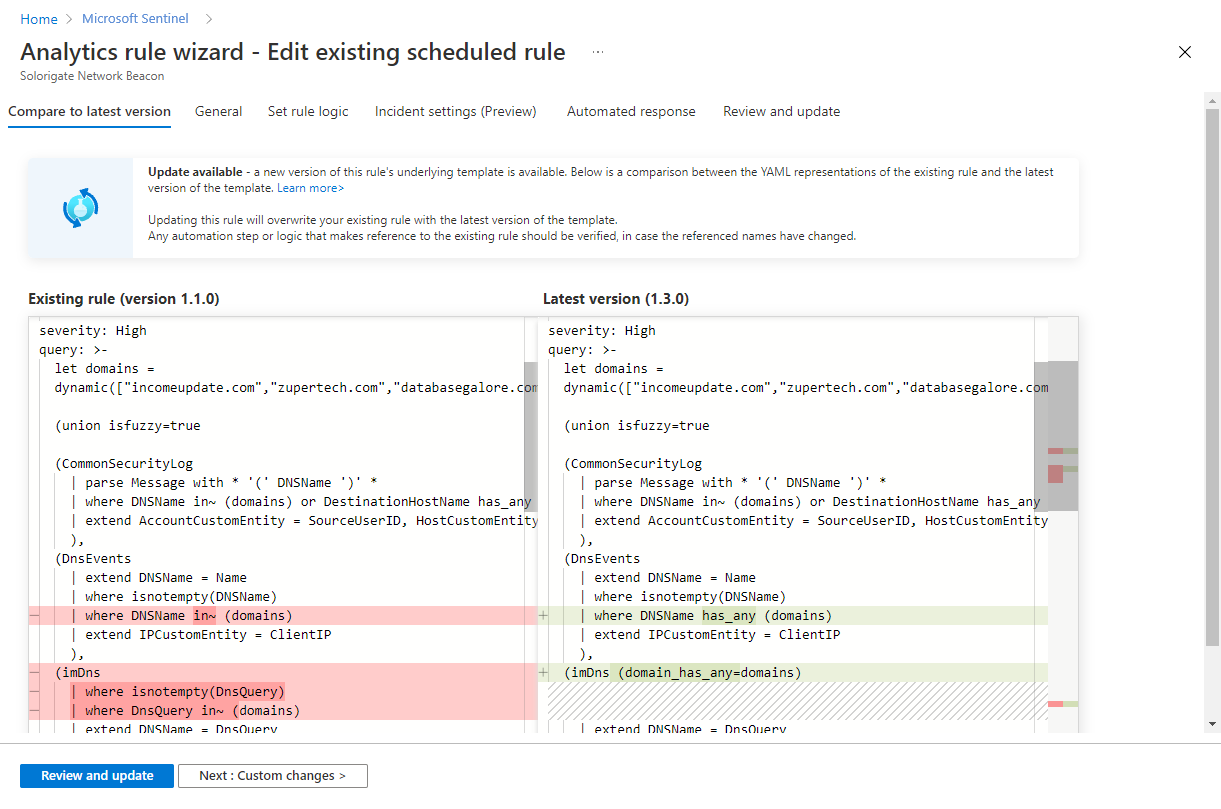 Home > Microsoft Sentinel >
Analytics rule wizard - Edit existing scheduled rule ...
Solorigate Network Beacon
Compare to latest version General Set rule logic Incident settings (Preview) Automated response Review and update
Update available - a new version of this rule's underlying template is available. Below is a comparison between the YAML representations of the existing rule and the latest
version of the template. Learn more>
Updating this rule will overwrite your existing rule with the latest version of the template.
Any automation step or logic that makes reference to the existing rule should be verified, in case the referenced names have changed.
Existing rule (version 1.1.0)
severity: High
query: >-
let domains =
dynamic(["incomeupdate.com","zupertech.com","databasegalore.com
(union isfuzzy=true
(CommonSecurityLog
| parse Message with * '(' DNSName ')' *
| where DNSName in~ (domains) or DestinationHostName has_any
| extend AccountCustomEntity = SourceUserID, HostCustomEntity
),
(DnsEvents
| extend DNSName = Name
| where isnotempty(DNSName)
− | where DNSName in~ (domains)
| extend IPCustomEntity = ClientIP
),
− (imDns
− | where isnotempty(DnsQuery)
− | where DnsQuery in~ (domains)
| extend DNSName = DnsQuery
Latest version (1.3.0)
severity: High
query: >-
let domains =
dynamic(["incomeupdate.com","zupertech.com","databasegalore.com
(union isfuzzy=true
(CommonSecurityLog
| parse Message with * '(' DNSName ')' *
| where DNSName in~ (domains) or DestinationHostName has_any
| extend AccountCustomEntity = SourceUserID, HostCustomEntity
),
(DnsEvents
| extend DNSName = Name
| where isnotempty(DNSName)
+ | where DNSName has_any (domains)
| extend IPCustomEntity = ClientIP
),
+ (imDns (domain_has_any=domains)
| extend DNSName = DnsQuery
Review and update
Next : Custom changes >